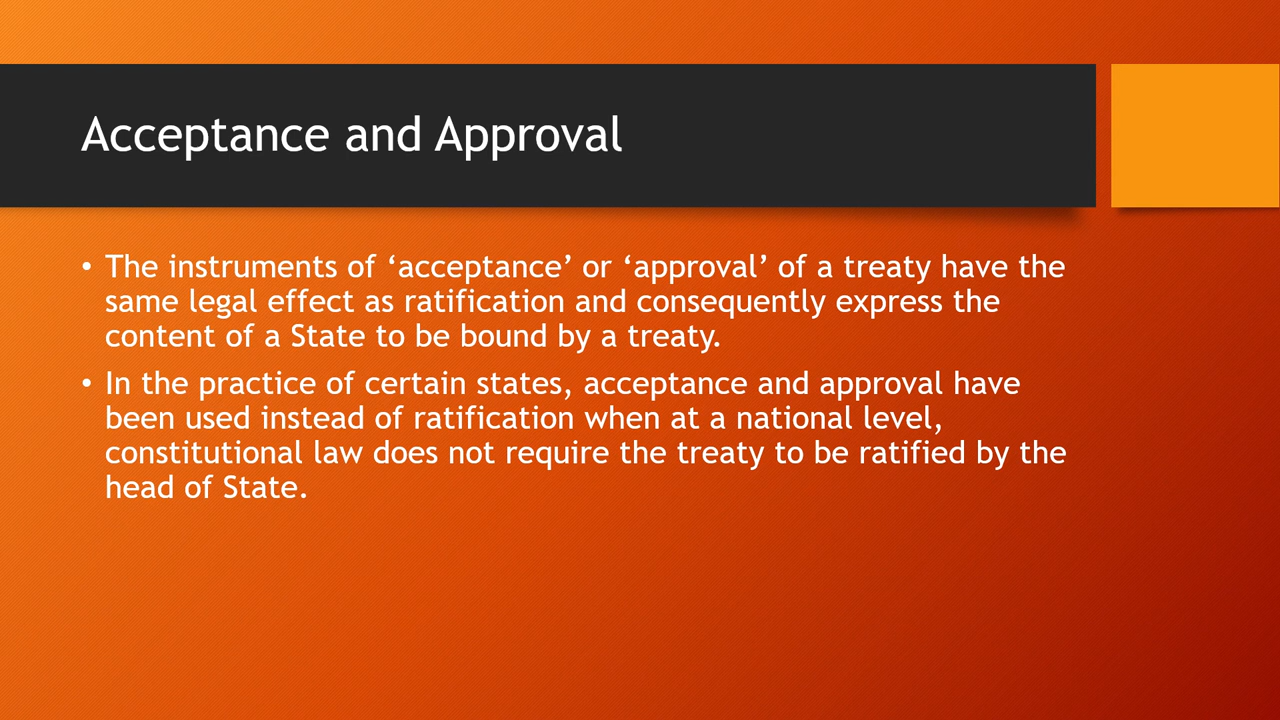 Acceptance and Approval
• The instruments of ‘acceptance’ or ‘approval’ of a treaty have the
same legal effect as ratification and consequently express the
content of a State to be bound by a treaty.
• In the practice of certain states, acceptance and approval have
been used instead of ratification when at a national level,
constitutional law does not require the treaty to be ratified by the
head of State.